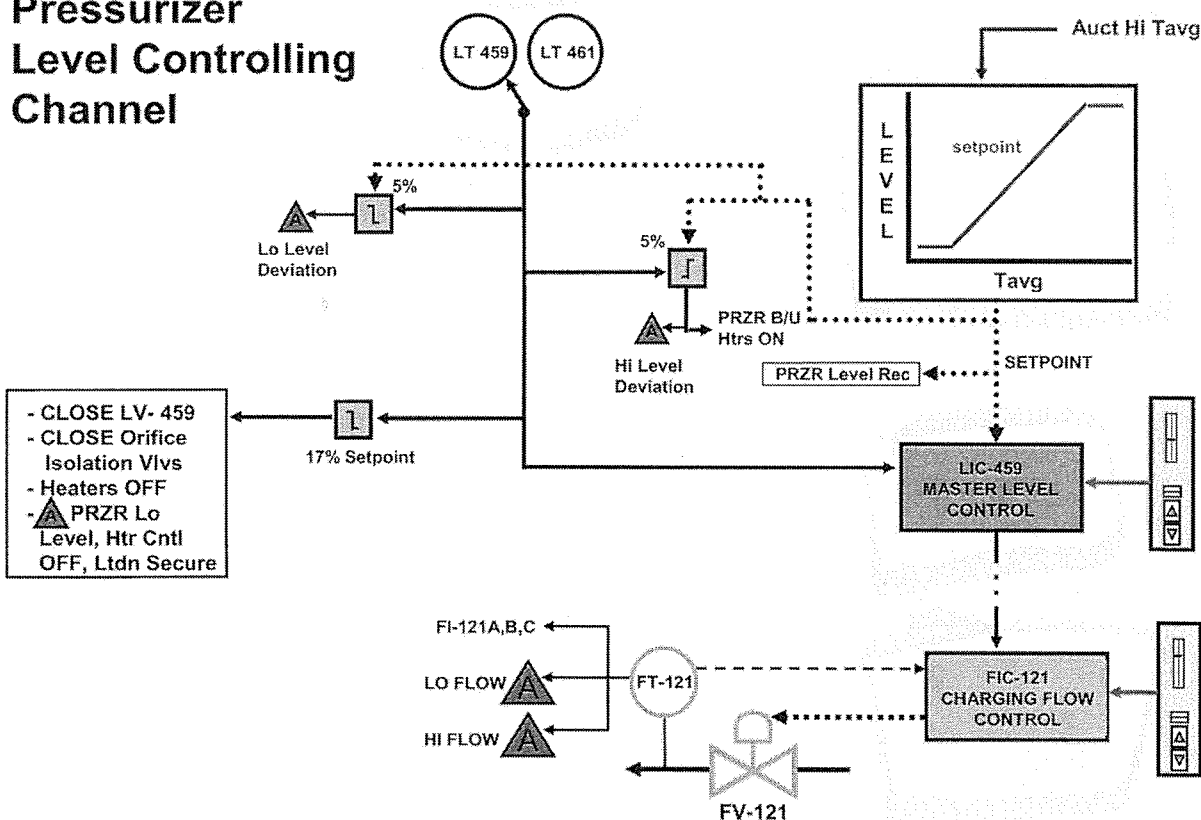 Pressurizer
Level Controlling
Channel
LT 459
LT 461
Auct Hi Tavg
LEVEL
setpoint
Tavg
5%
A
Lo Level
Deviation
5%
A
PRZR B/U
Htrs ON
Hi Level
Deviation
SETPOINT
PRZR Level Rec
- CLOSE LV- 459
- CLOSE Orifice
Isolation Vlvs
- Heaters OFF
- A PRZR Lo
Level, Htr Cntl
OFF, Ltdn Secure
17% Setpoint
LIC-459
MASTER LEVEL
CONTROL
FI-121A,B,C
LO FLOW A
HI FLOW A
FT-121
FIC-121
CHARGING FLOW
CONTROL
FV-121